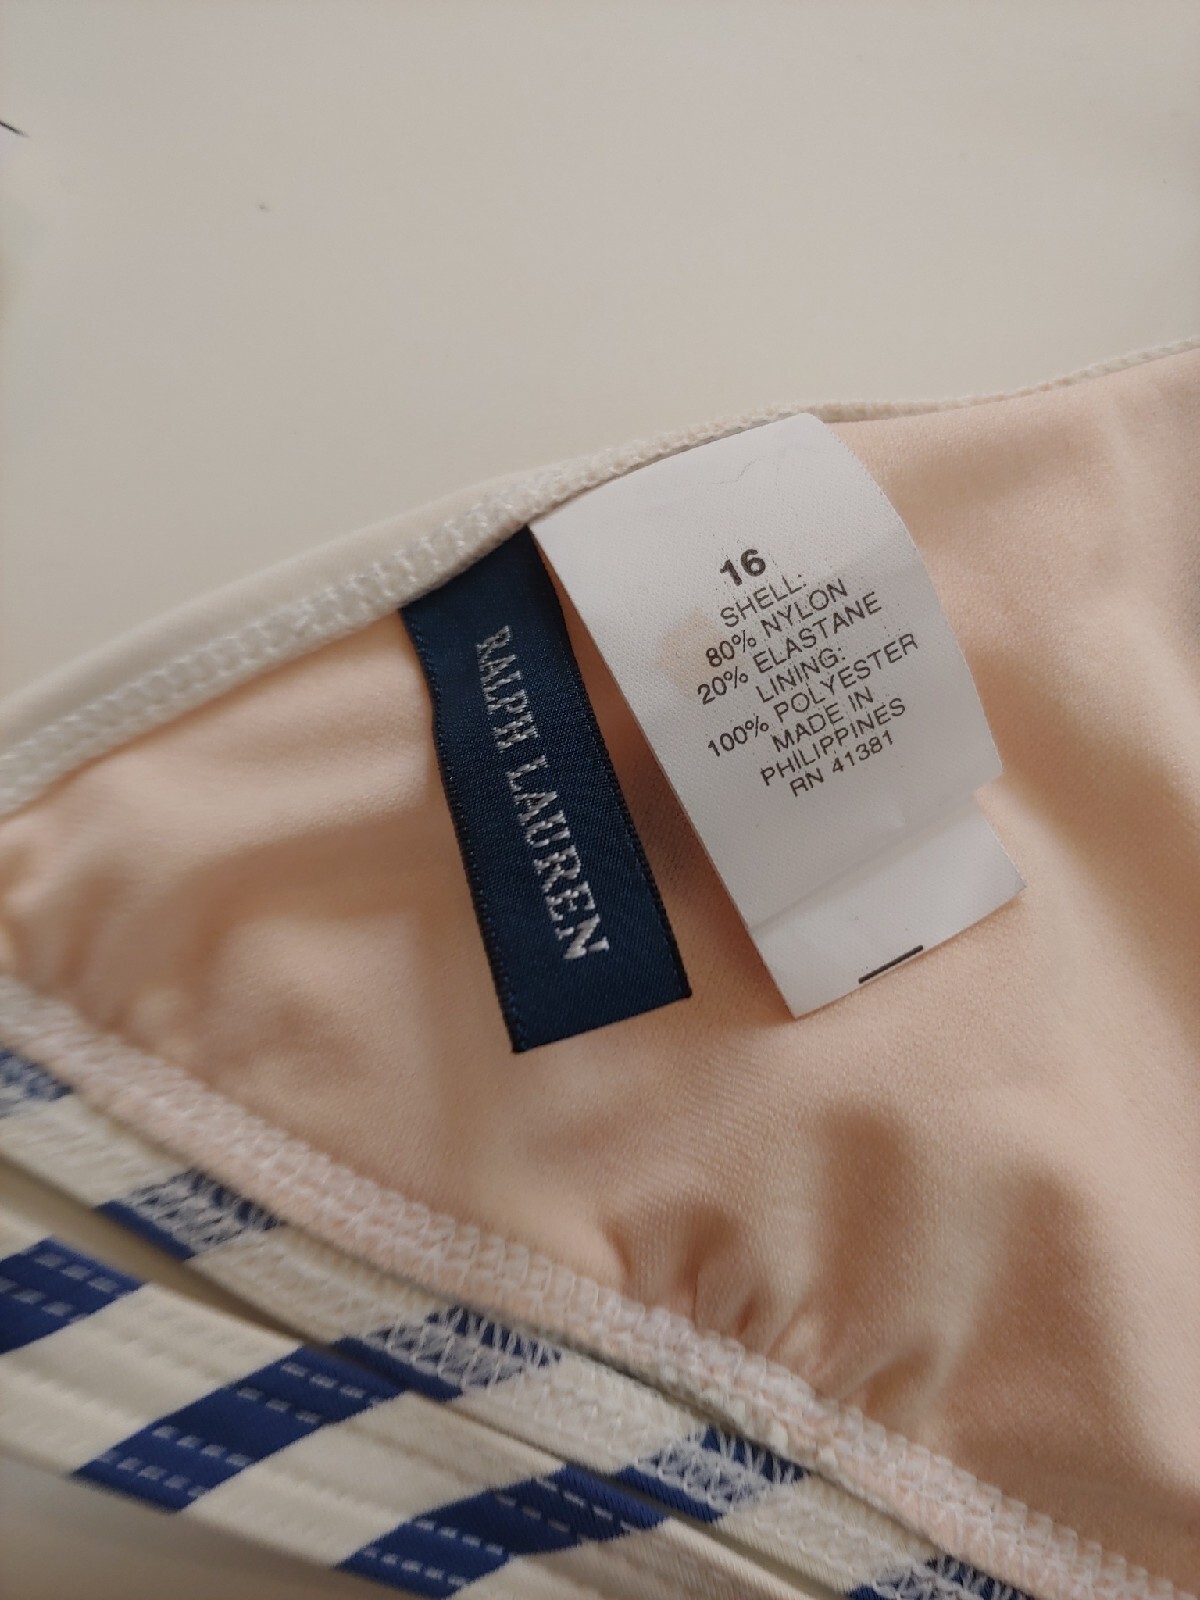 RALPH LAUREN
16
SHELL:
80% NYLON
20% ELASTANE
LINING:
100% POLYESTER
MADE IN
PHILIPPINES
RN 41381